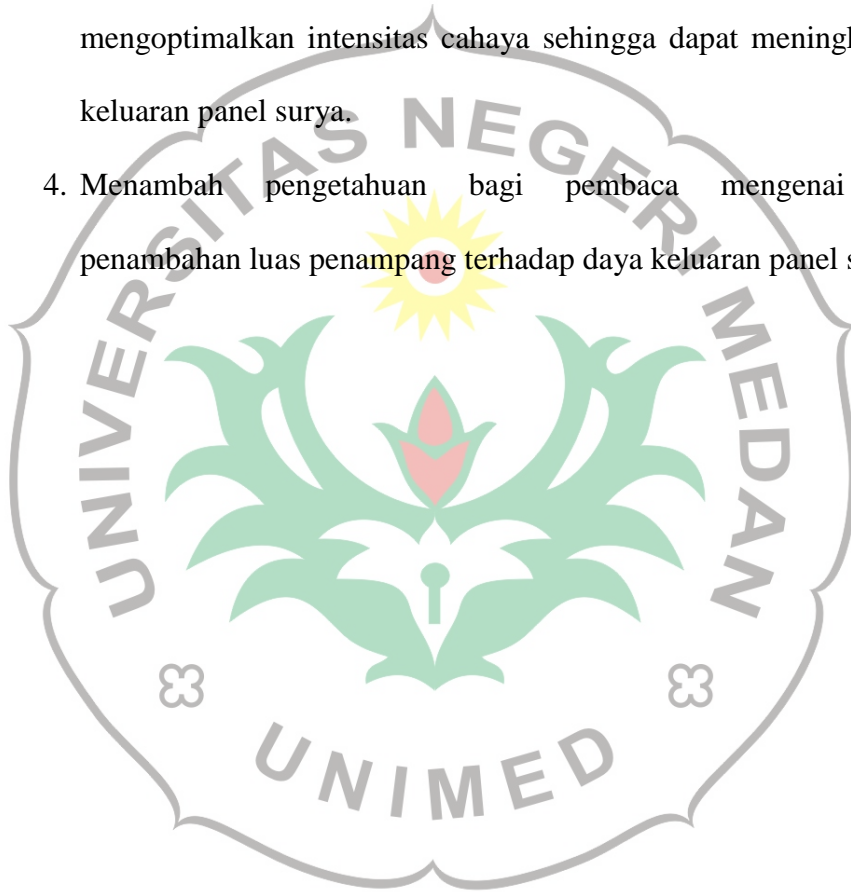 mengoptimalkan intensitas cahaya sehingga dapat
keluaran panel surya.
4. Menambah pengetahuan bagi pembaca mengenai
penambahan luas penampang terhadap daya keluaran panel
UNIVERSITAS NEGERI MEDAN
UNIMED